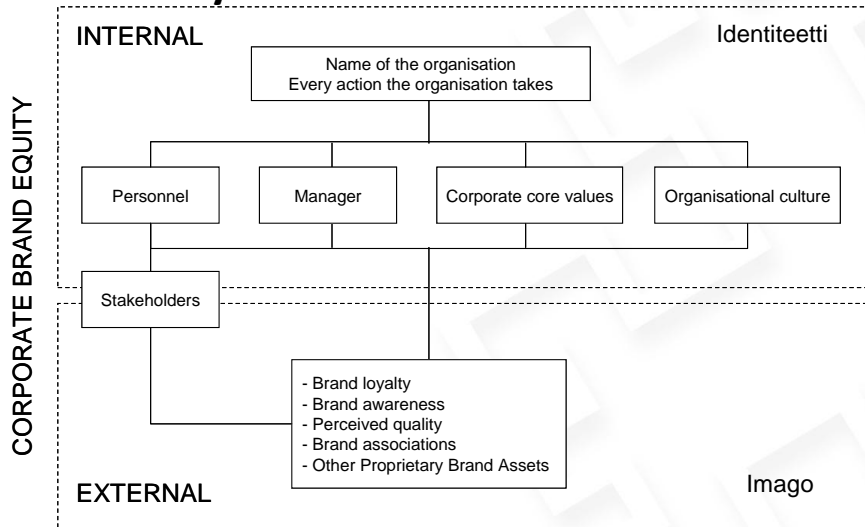 CORPORATE BRAND EQUITY
INTERNAL
Identiteetti
Name of the organisation
Every action the organisation takes
Personnel
Manager
Corporate core values
Organisational culture
Stakeholders
- Brand loyalty
- Brand awareness
- Perceived quality
- Brand associations
- Other Proprietary Brand Assets
EXTERNAL
Imago